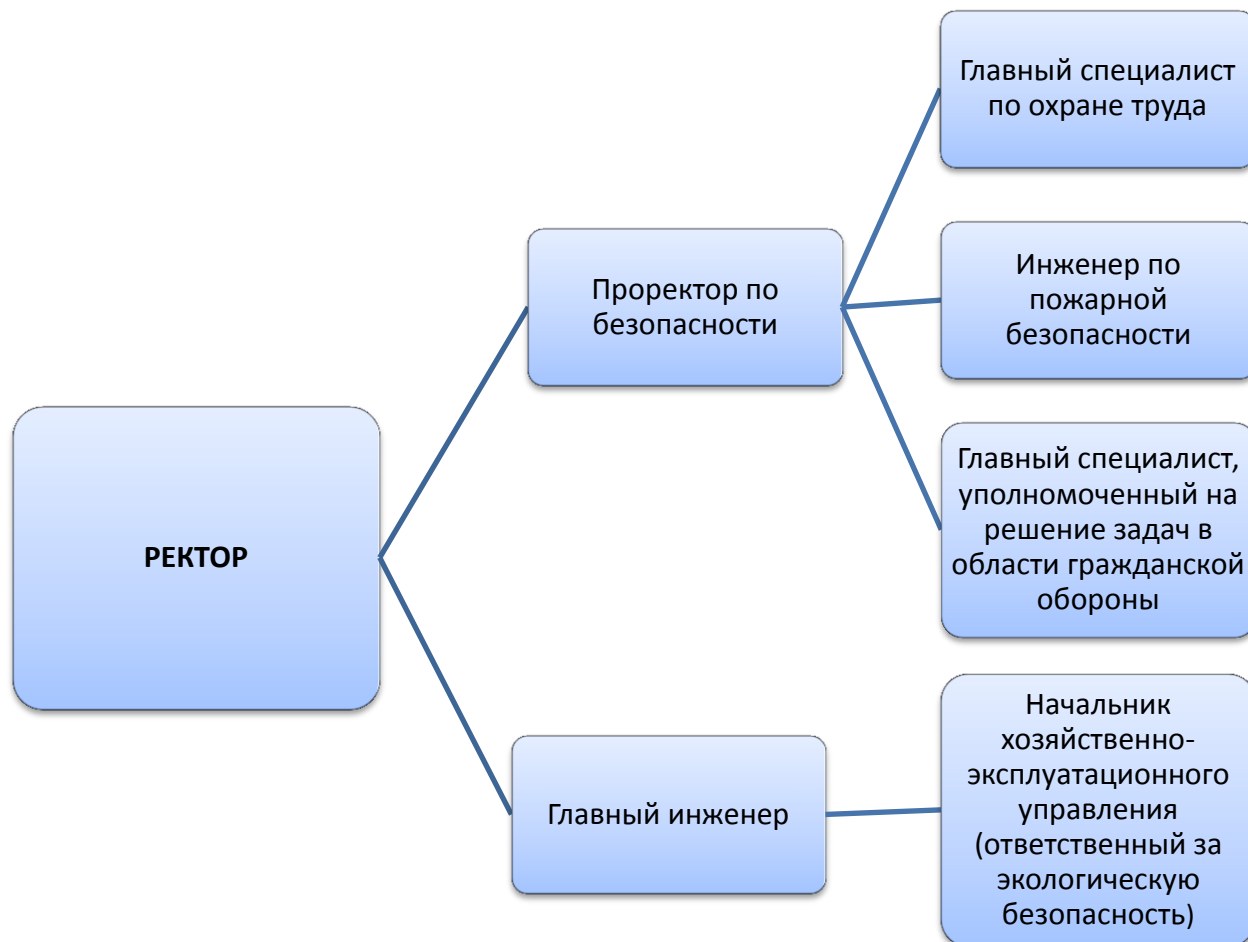 РЕКТОР
Проректор по
безопасности
Главный специалист
по охране труда
Инженер по
пожарной
безопасности
Главный специалист,
уполномоченный на
решение задач в
области гражданской
обороны
Главный инженер
Начальник
хозяйственно-
эксплуатационного
управления
(ответственный за
экологическую
безопасность)